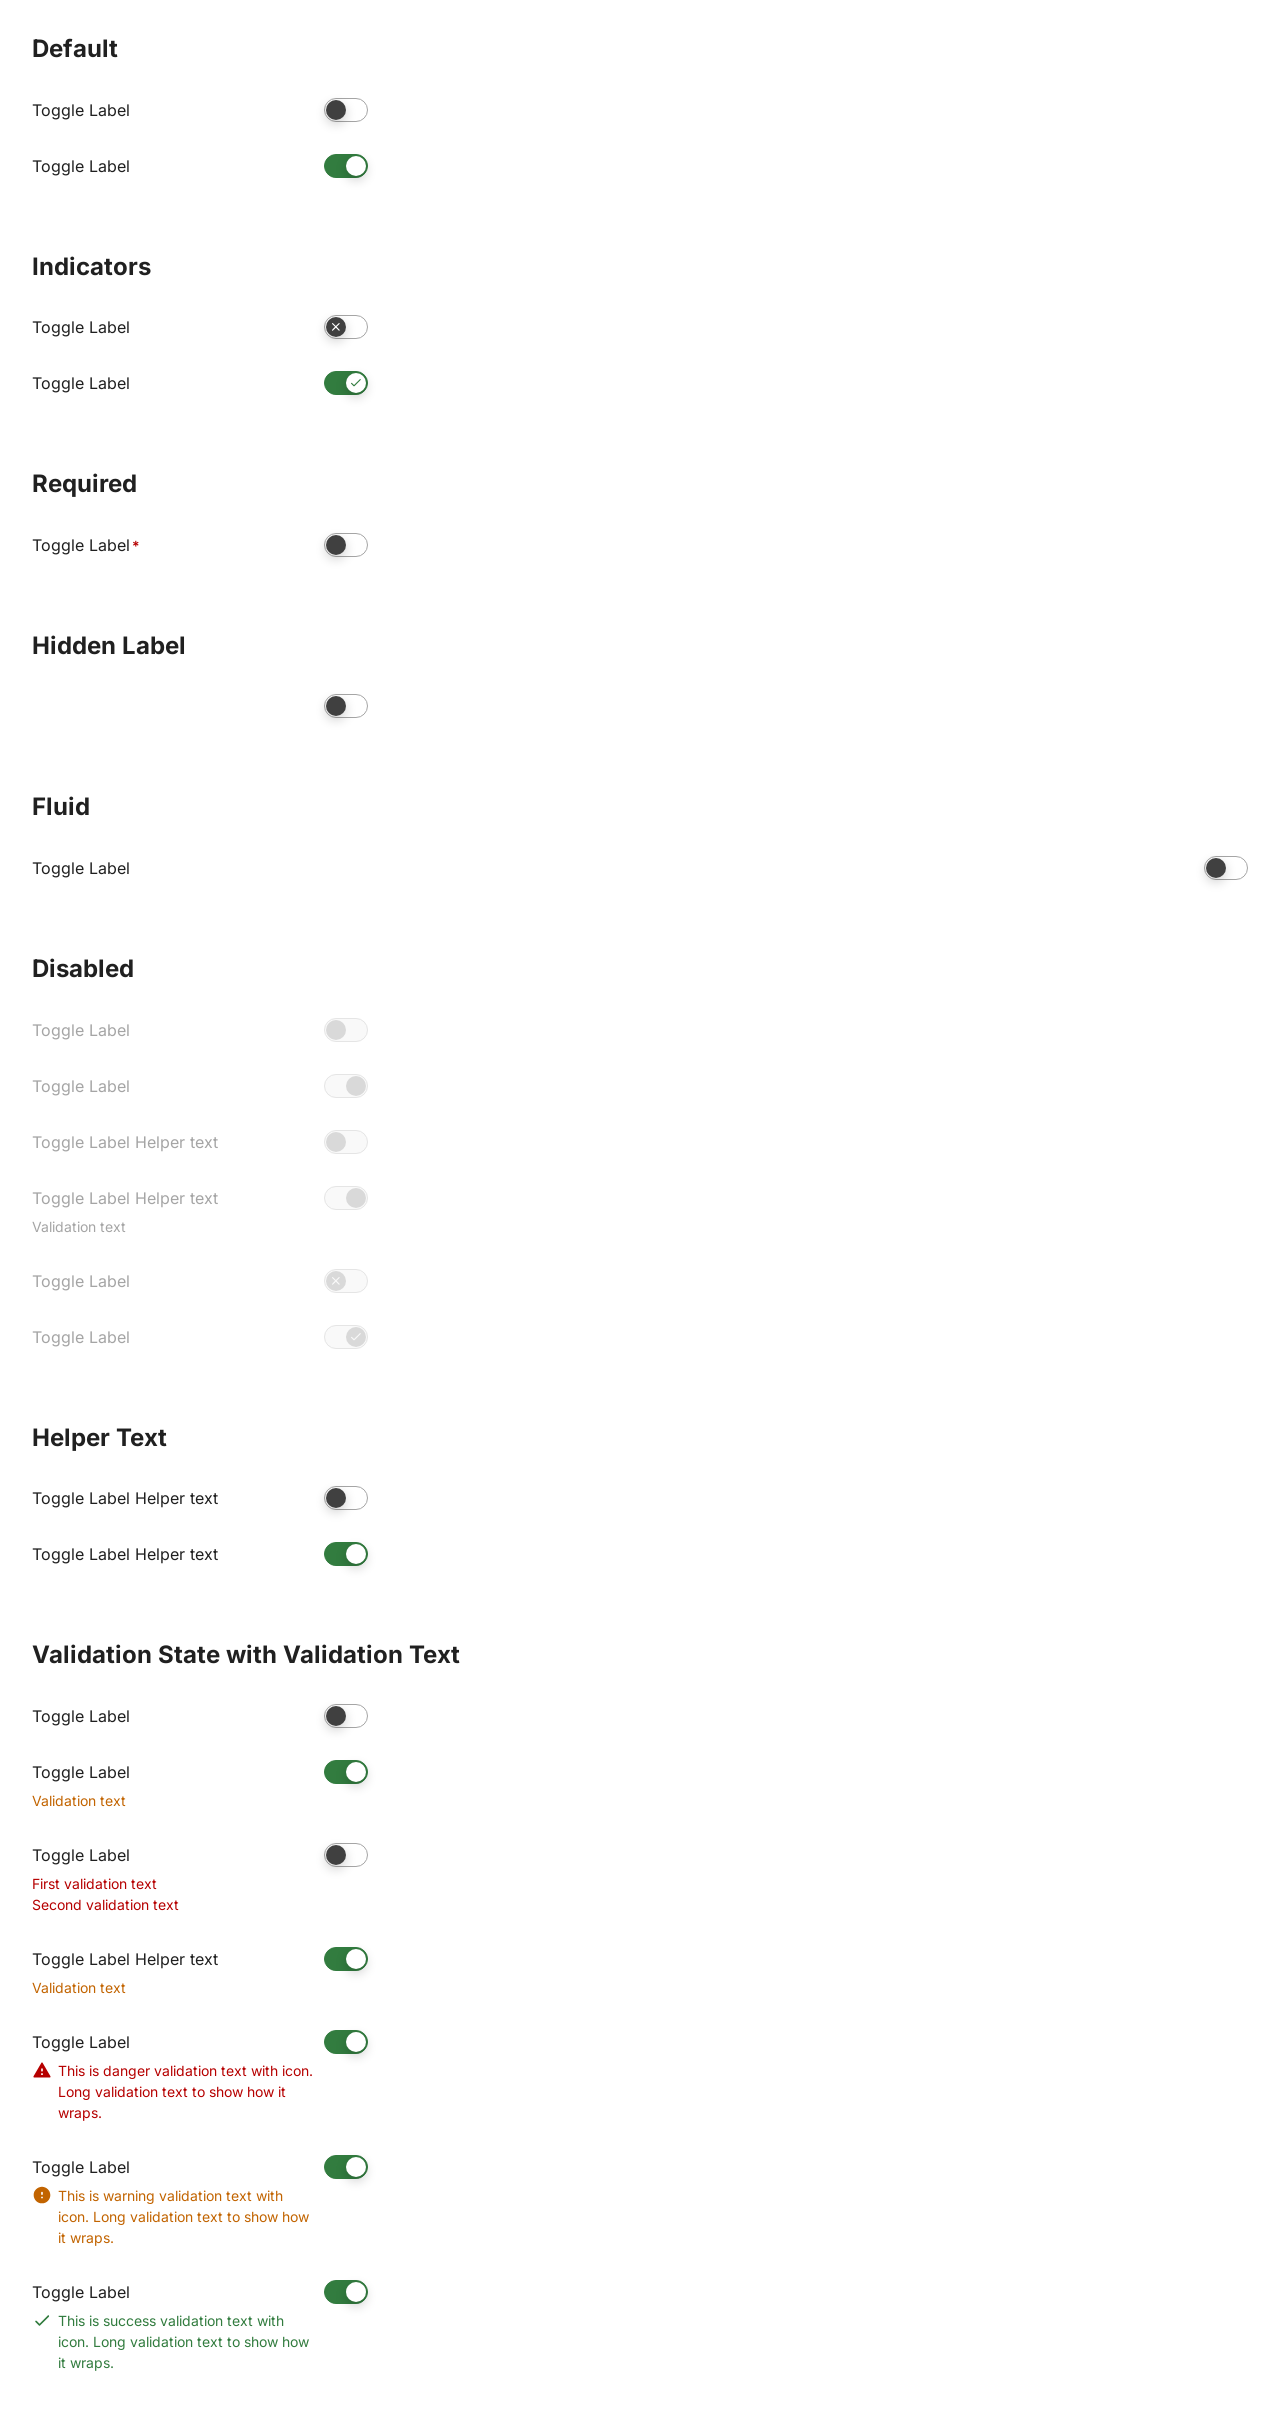 Default
Toggle Label
Toggle Label
Indicators
Toggle Label
Toggle Label
Required
Toggle Label*
Hidden Label
Fluid
Toggle Label
Disabled
Toggle Label
Toggle Label
Toggle Label Helper text
Toggle Label Helper text
Validation text
Toggle Label
Toggle Label
Helper Text
Toggle Label Helper text
Toggle Label Helper text
Validation State with Validation Text
Toggle Label
Toggle Label
Validation text
Toggle Label
First validation text
Second validation text
Toggle Label Helper text
Validation text
Toggle Label
This is danger validation text with icon.
Long validation text to show how it
wraps.
Toggle Label
This is warning validation text with
icon. Long validation text to show how
it wraps.
Toggle Label
This is success validation text with
icon. Long validation text to show how
it wraps.